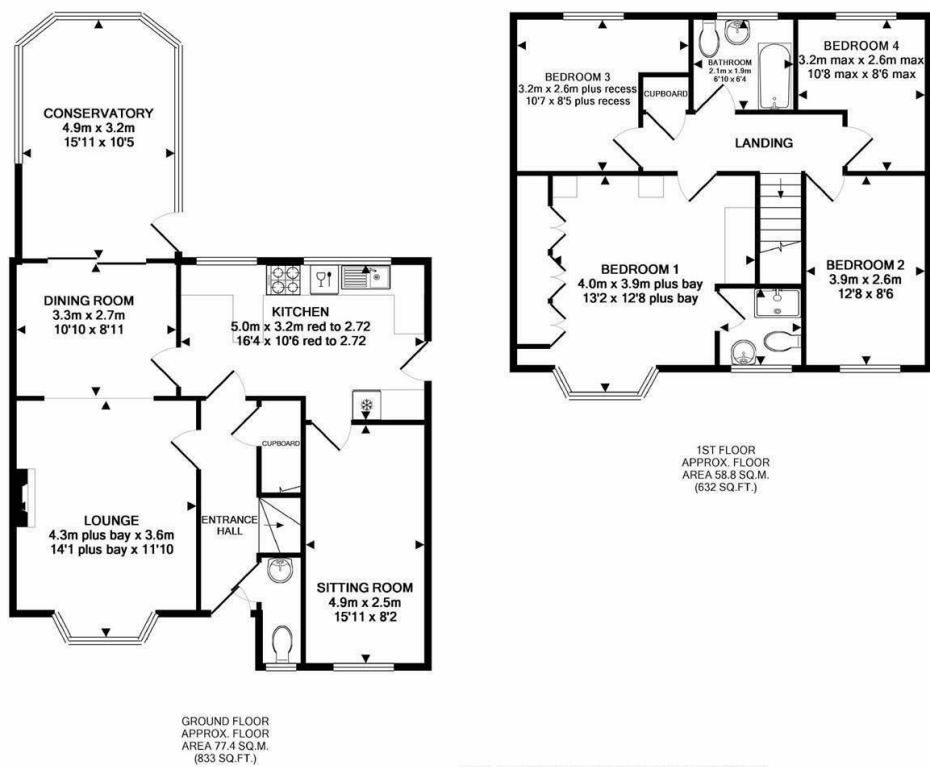 CONSERVATORY
4.9m x 3.2m
15'11 x 10'5
DINING ROOM
3.3m x 2.7m
10'10 x 8'11
KITCHEN
5.0m x 3.2m red to 2.72
16'4 x 10'6 red to 2.72
CUPBOARD
LOUNGE
4.3m plus bay x 3.6m
14'1 plus bay x 11'10
ENTRANCE
HALL
SITTING ROOM
4.9m x 2.5m
15'11 x 8'2
GROUND FLOOR
APPROX. FLOOR
AREA 77.4 SQ.M.
(833 SQ.FT.)
BEDROOM 3
3.2m x 2.6m plus recess
10'7 x 8'5 plus recess
CUPBOARD
BATHROOM
2.1m x 1.9m
6'10 x 6'4
BEDROOM 4
3.2m max x 2.6m max
10'8 max x 8'6 max
LANDING
BEDROOM 1
4.0m x 3.9m plus bay
13'2 x 12'8 plus bay
BEDROOM 2
3.9m x 2.6m
12'8 x 8'6
1ST FLOOR
APPROX. FLOOR
AREA 58.8 SQ.M.
(632 SQ.FT.)